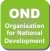 OND
Organisation
for National
Development